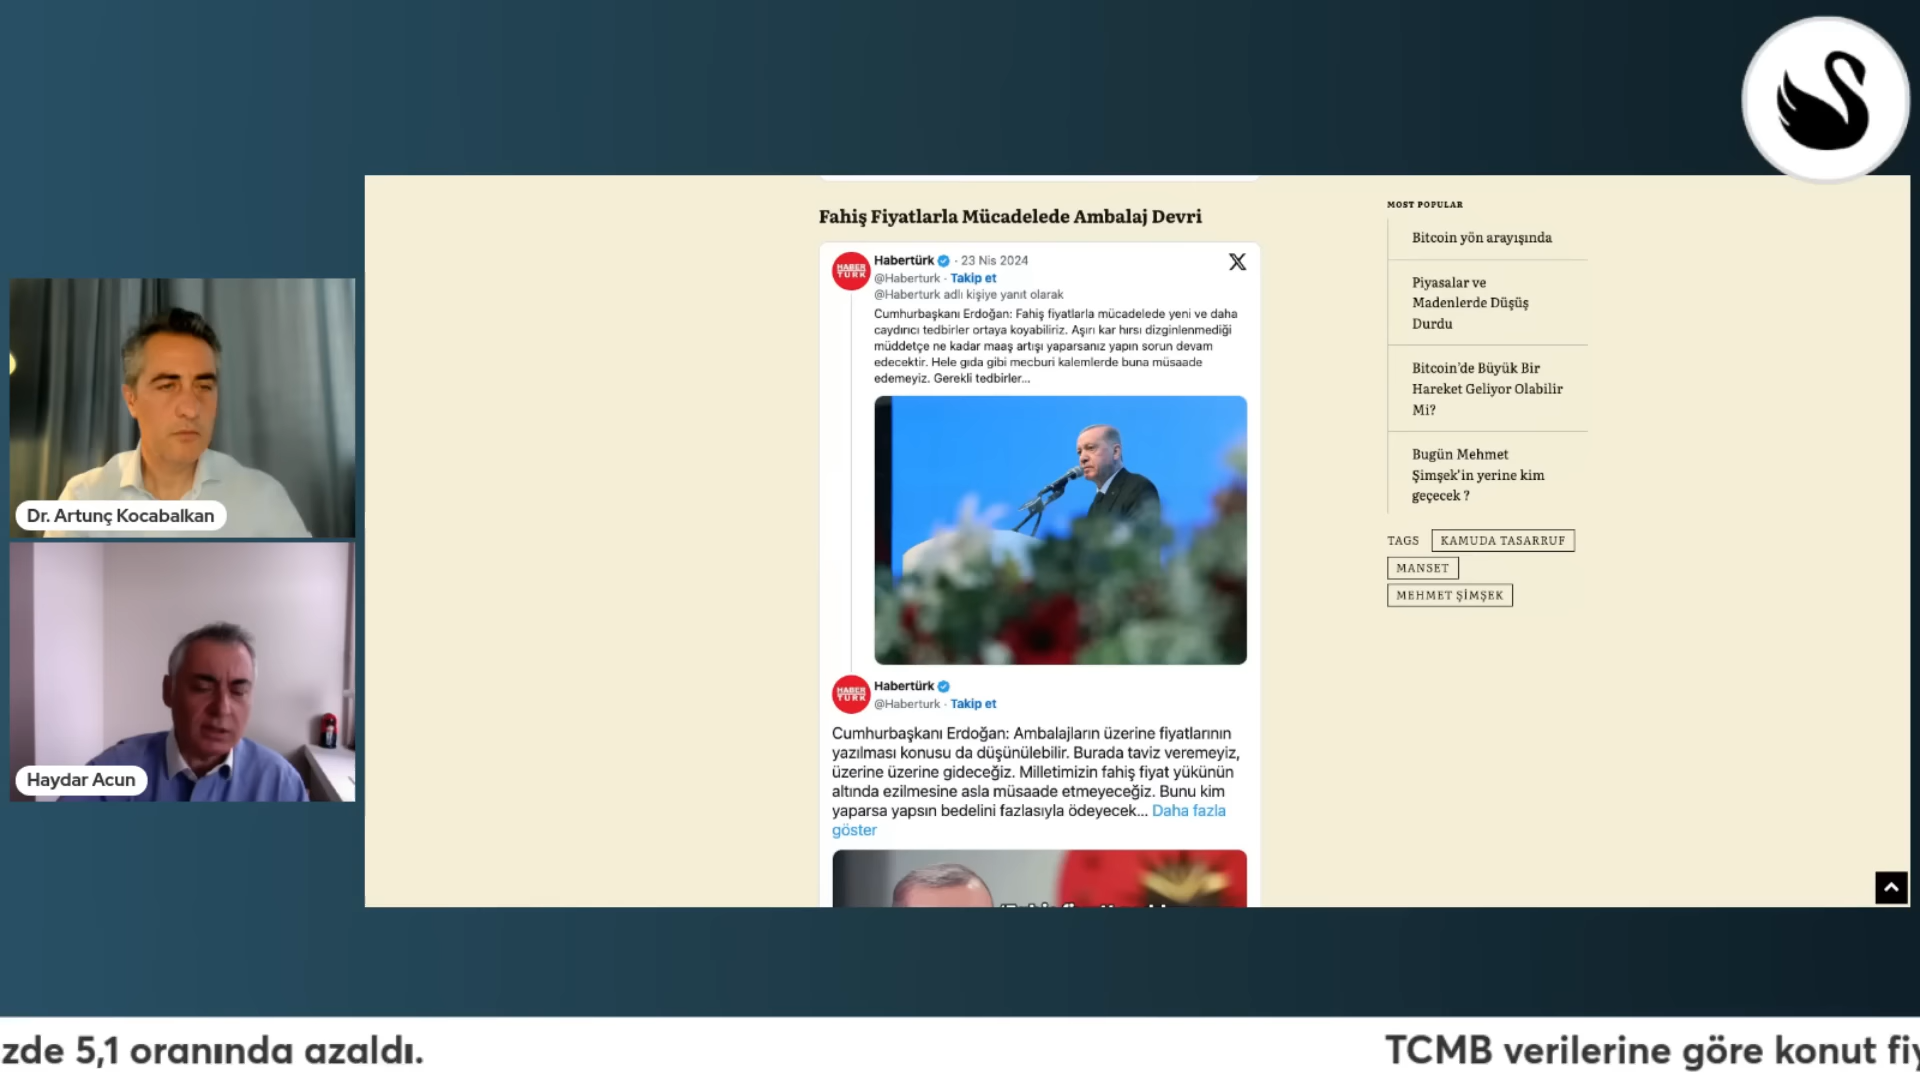 Fahiş Fiyatlarla Mücadelede Ambalaj Devri
HABER
TÜRK
Habertürk · 23 Nis 2024
@Haberturk · Takip et
@Haberturk adlı kişiye yanıt olarak
Cumhurbaşkanı Erdoğan: Fahiş fiyatlarla mücadelede yeni ve daha
caydırıcı tedbirler ortaya koyabiliriz. Aşırı kar hırsı dizginlenmediği
müddetçe ne kadar maaş artışı yaparsanız yapın sorun devam
edecektir. Hele gıda gibi mecburi kalemlerde buna müsaade
edemeyiz. Gerekli tedbirler...
HABER
TÜRK
Habertürk
@Haberturk · Takip et
Cumhurbaşkanı Erdoğan: Ambalajların üzerine fiyatlarının
yazılması konusu da düşünülebilir. Burada taviz veremeyiz,
üzerine üzerine gideceğiz. Milletimizin fahiş fiyat yükünün
altında ezilmesine asla müsaade etmeyeceğiz. Bunu kim
yaparsa yapsın bedelini fazlasıyla ödeyecek... Daha fazla
göster
MOST POPULAR
Bitcoin yön arayışında
Piyasalar ve
Madenlerde Düşüş
Durdu
Bitcoin’de Büyük Bir
Hareket Geliyor Olabilir
Mi?
Bugün Mehmet
Şimşek’in yerine kim
geçecek ?
TAGS KAMUDA TASARRUF
MANSET
MEHMET ŞİMŞEK
Dr. Artunç Kocabalkan
Haydar Acun
zde 5,1 oranında azaldı.
TCMB verilerine göre konut fiy